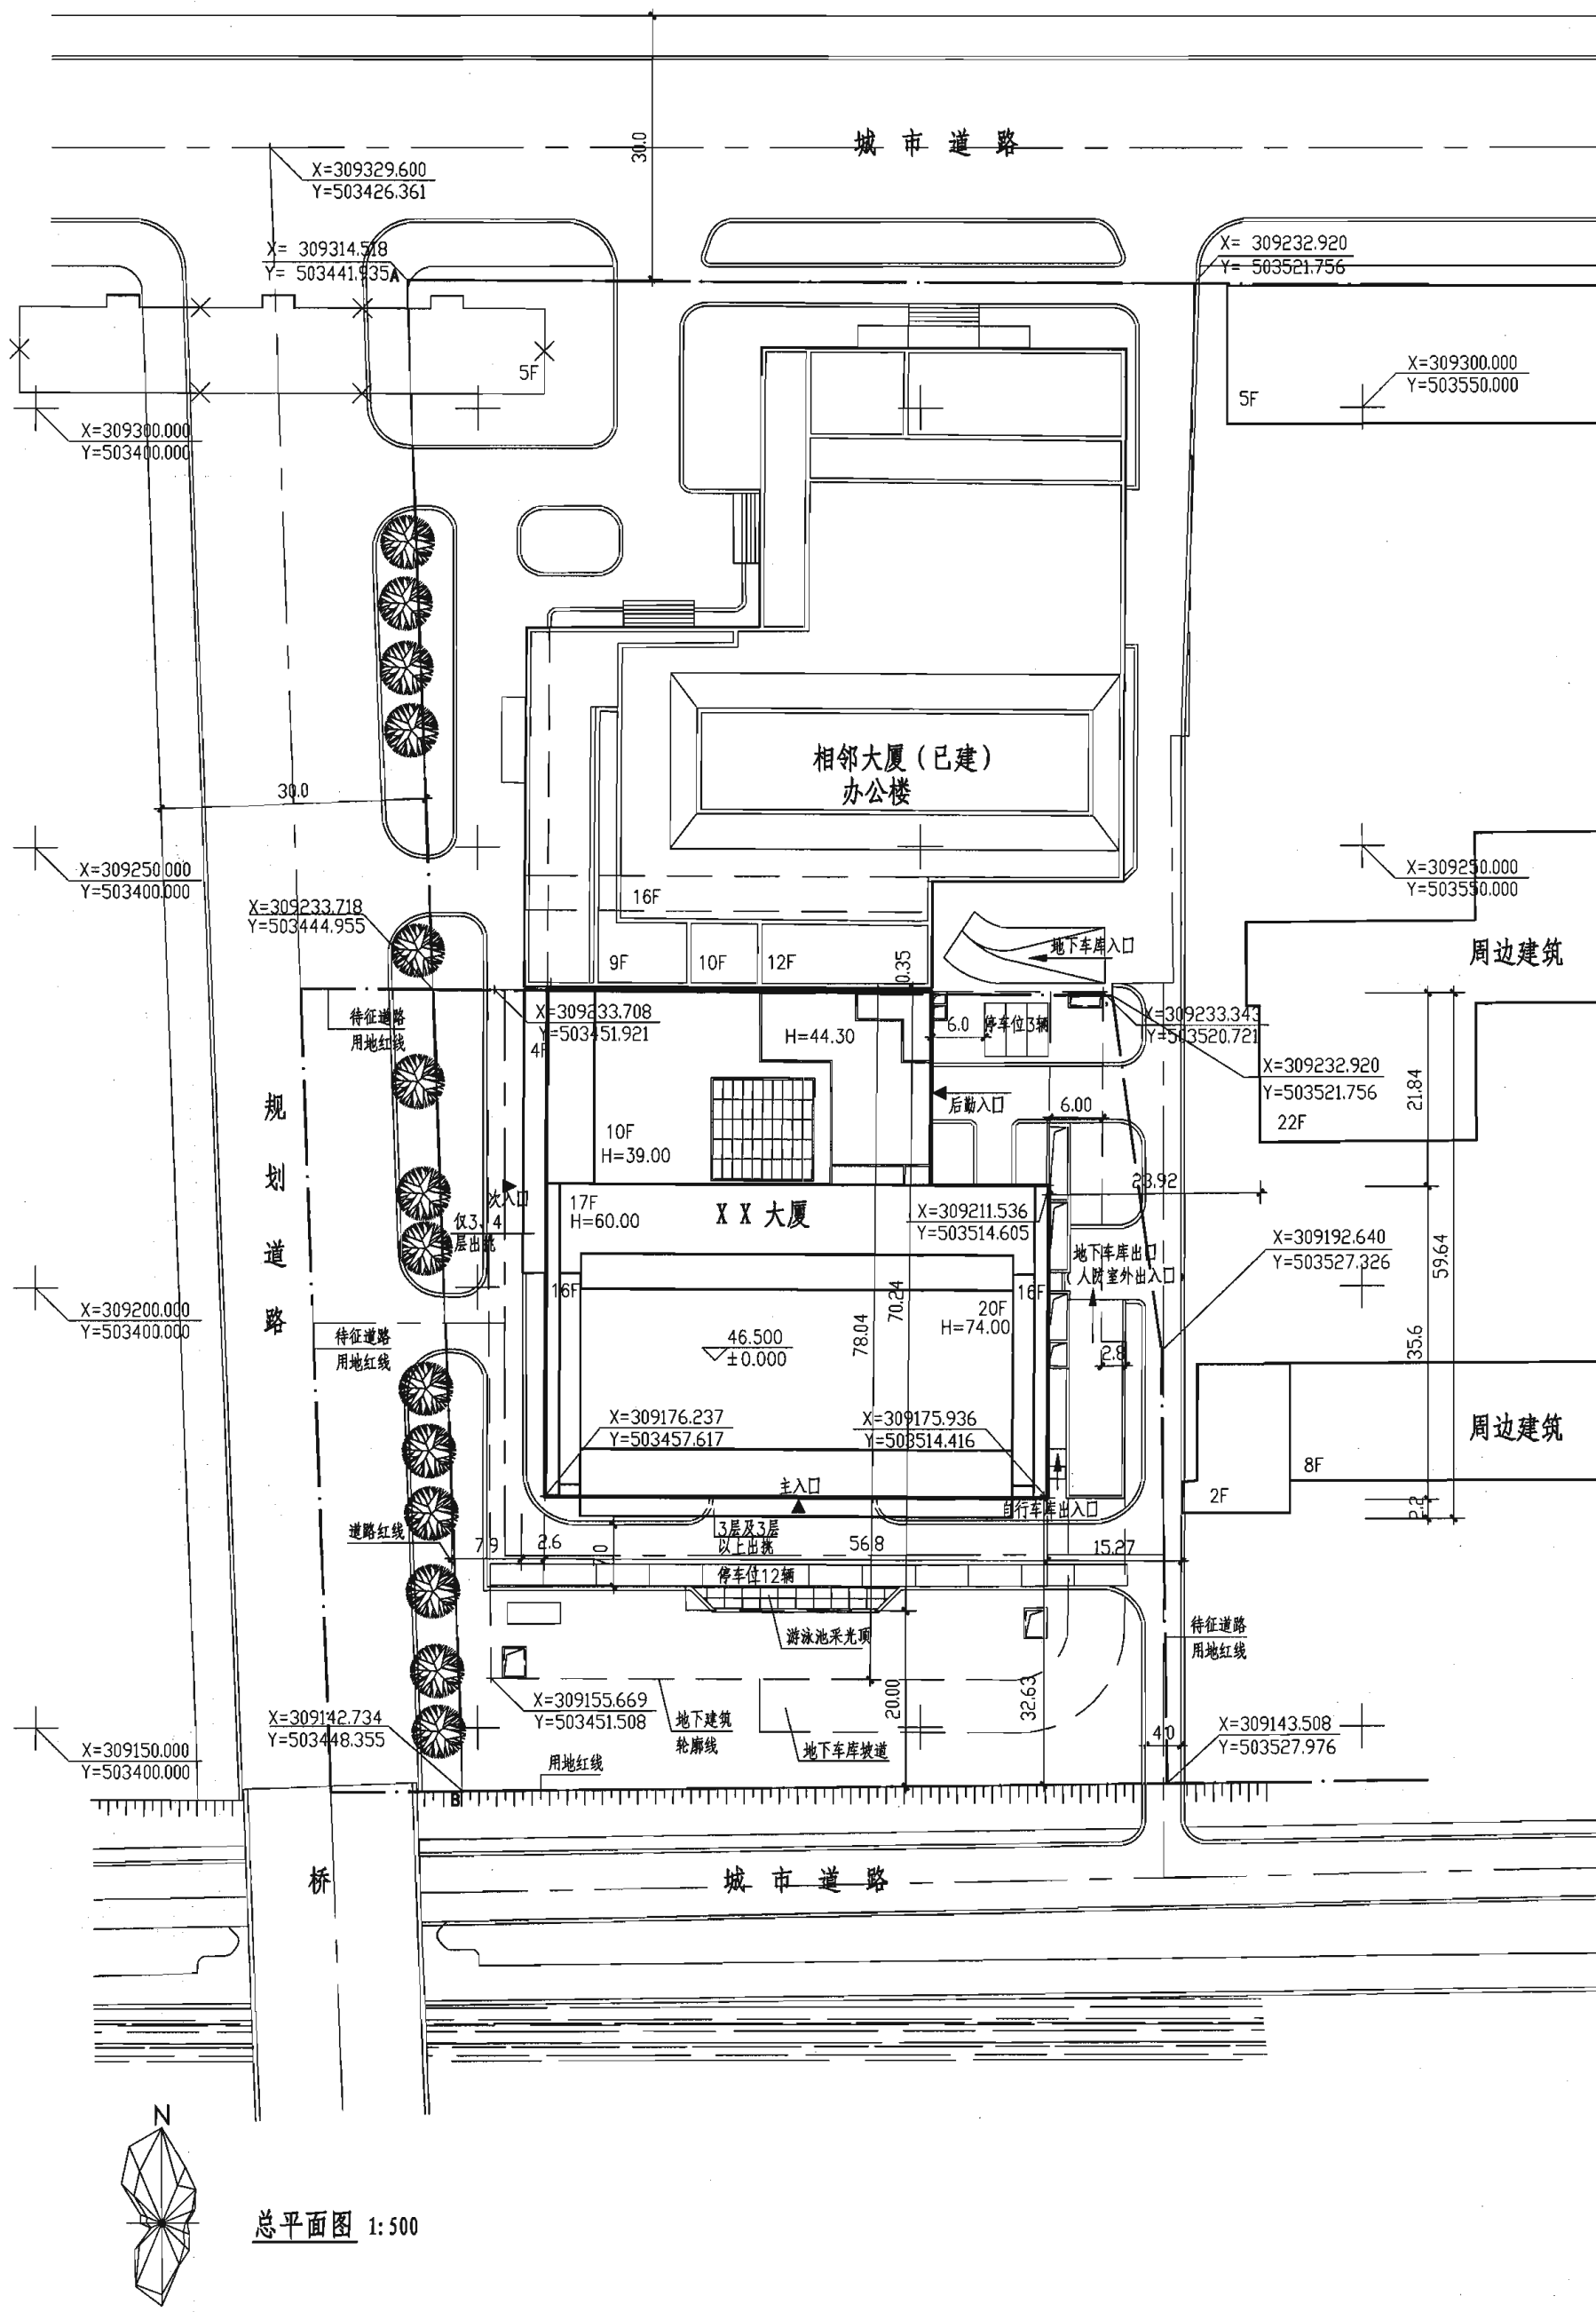 城 市 道 路
30.0
X=309329.600
Y=503426.361
X= 309314.518
Y= 503441.935
A
X= 309232.920
Y= 503521.756
5F
X=309300.000
Y=503550.000
5F
X=309300.000
Y=503400.000
相邻大厦（已建）
办公楼
30.0
X=309250.000
Y=503400.000
X=309250.000
Y=503550.000
16F
X=309233.718
Y=503444.955
地下车库入口
周边建筑
9F
10F
12F
0.35
待征道路
用地红线
X=309233.708
Y=503451.921
4F
H=44.30
6.0
停车位3辆
X=309233.343
Y=503520.721
X=309232.920
Y=503521.756
21.84
规
划
道
路
后勤入口
6.00
22F
10F
H=39.00
23.92
次入口
仅3、4
层出挑
17F
H=60.00
X X 大厦
X=309211.536
Y=503514.605
地下车库出口
（人防室外出入口
X=309192.640
Y=503527.326
59.64
16F
70.24
16F
X=309200.000
Y=503400.000
20F
H=74.00
待征道路
用地红线
46.500
±0.000
78.04
2.8
35.6
X=309176.237
Y=503457.617
X=309175.936
Y=503514.416
周边建筑
8F
2F
主入口
自行车库出入口
2.2
道路红线
7.9
2.6
7.0
3层及3层
以上出挑
56.8
15.27
停车位12辆
游泳池采光顶
待征道路
用地红线
X=309155.669
Y=503451.508
地下建筑
轮廓线
20.00
32.63
X=309142.734
Y=503448.355
X=309150.000
Y=503400.000
用地红线
地下车库坡道
4.0
X=309143.508
Y=503527.976
B
桥
城 市 道 路
N
总平面图 1:500